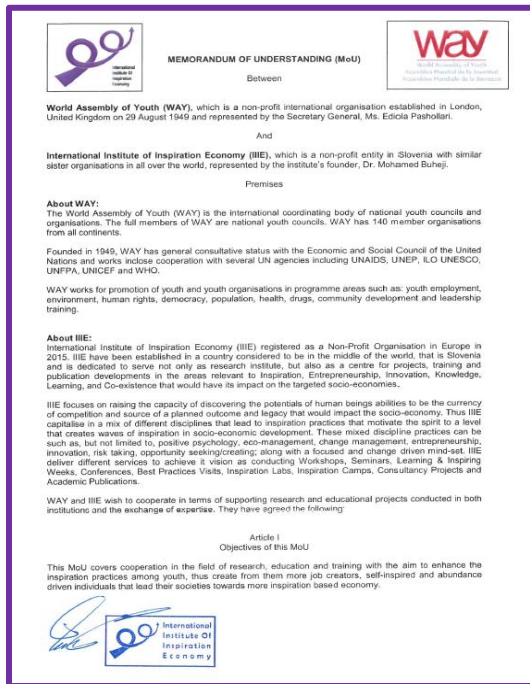 International
Institute Of
Inspiration
Economy
MEMORANDUM OF UNDERSTANDING (MoU)
Between
way
World Assembly of Youth
Assemblée Mondiale de la Jeunesse
World Assembly of Youth (WAY), which is a non-profit international organisation established in London,
United Kingdom on 29 August 1949 and represented by the Secretary General, Ms. Ediola Pashollari.
And
International Institute of Inspiration Economy (IIIE), which is a non-profit entity in Slovenia with similar
sister organisations in all over the world, represented by the institute's founder, Dr. Mohamed Buheji.
Premises
About WAY:
The World Assembly of Youth (WAY) is the international coordinating body of national youth councils and
organisations. The full members of WAY are national youth councils. WAY has 140 member organisations
from all continents.
Founded in 1949, WAY has general consultative status with the Economic and Social Council of the United
Nations and works inclose cooperation with several UN agencies including UNAIDS, UNEP, ILO UNESCO,
UNFPA, UNICEF and WHO.
WAY works for promotion of youth and youth organisations in programme areas such as: youth employment,
environment, human rights, democracy, population, health, drugs, community development and leadership
training.
About IIIE:
International Institute of Inspiration Economy (IIIE) registered as a Non-Profit Organisation in Europe in
2015. IIIE have been established in a country considered to be in the middle of the world, that is Slovenia
and is dedicated to serve not only as research institute, but also as a centre for projects, training and
publication developments in the areas relevant to Inspiration, Entrepreneurship, Innovation, Knowledge,
Learning, and Co-existence that would have its impact on the targeted socio-economies.
IIIE focuses on raising the capacity of discovering the potentials of human beings abilities to be the currency
of competition and source of a planned outcome and legacy that would impact the socio-economy. Thus IIIE
capitalise in a mix of different disciplines that lead to inspiration practices that motivate the spirit to a level
that creates waves of inspiration in socio-economic development. These mixed discipline practices can be
such as, but not limited to, positive psychology, eco-management, change management, entrepreneurship,
innovation, risk taking, opportunity seeking/creating; along with a focused and change driven mind-set. IIIE
deliver different services to achieve it vision as conducting Workshops, Seminars, Learning & Inspiring
Weeks, Conferences, Best Practices Visits, Inspiration Labs, Inspiration Camps, Consultancy Projects and
Academic Publications.
WAY and IIIE wish to cooperate in terms of supporting research and educational projects conducted in both
institutions and the exchange of expertise. They have agreed the following:
Article I
Objectives of this MoU
This MoU covers cooperation in the field of research, education and training with the aim to enhance the
inspiration practices among youth, thus create from them more job creators, self-inspired and abundance
driven individuals that lead their societies towards more inspiration based economy.
International
Institute Of
Inspiration
Economy